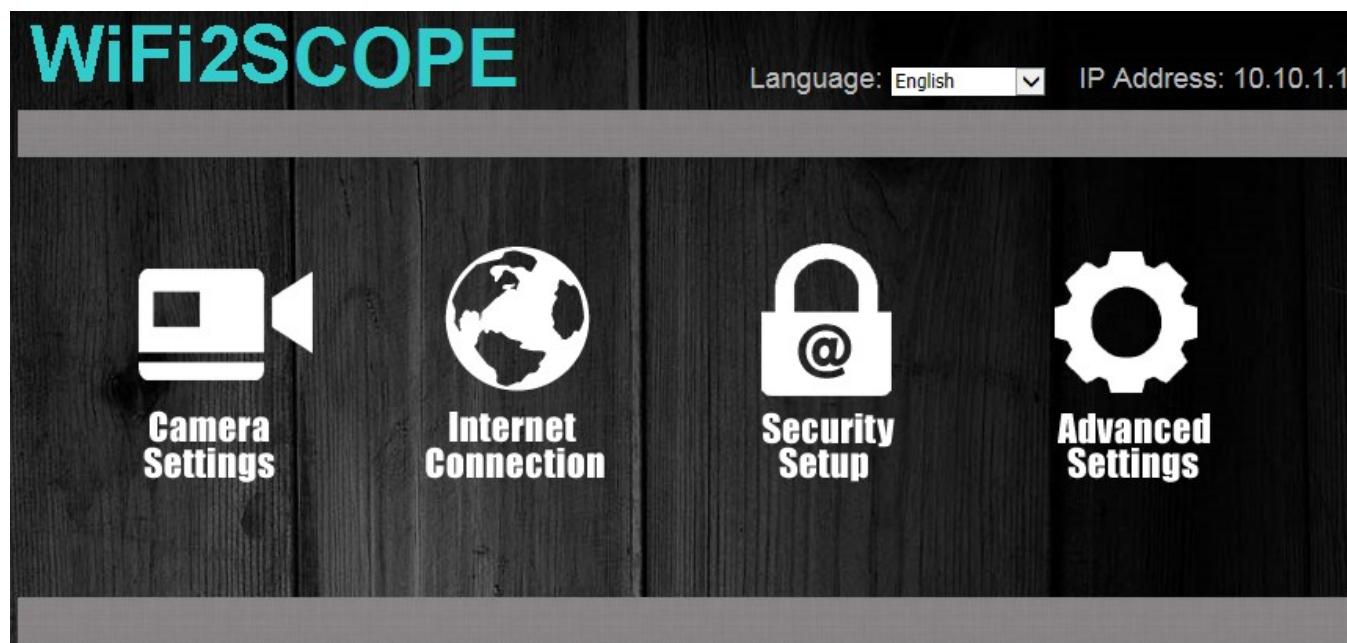 WiFi2SCOPE
Language: English IP Address: 10.10.1.1
@
Camera
Settings
Internet
Connection
Security
Setup
Advanced
Settings